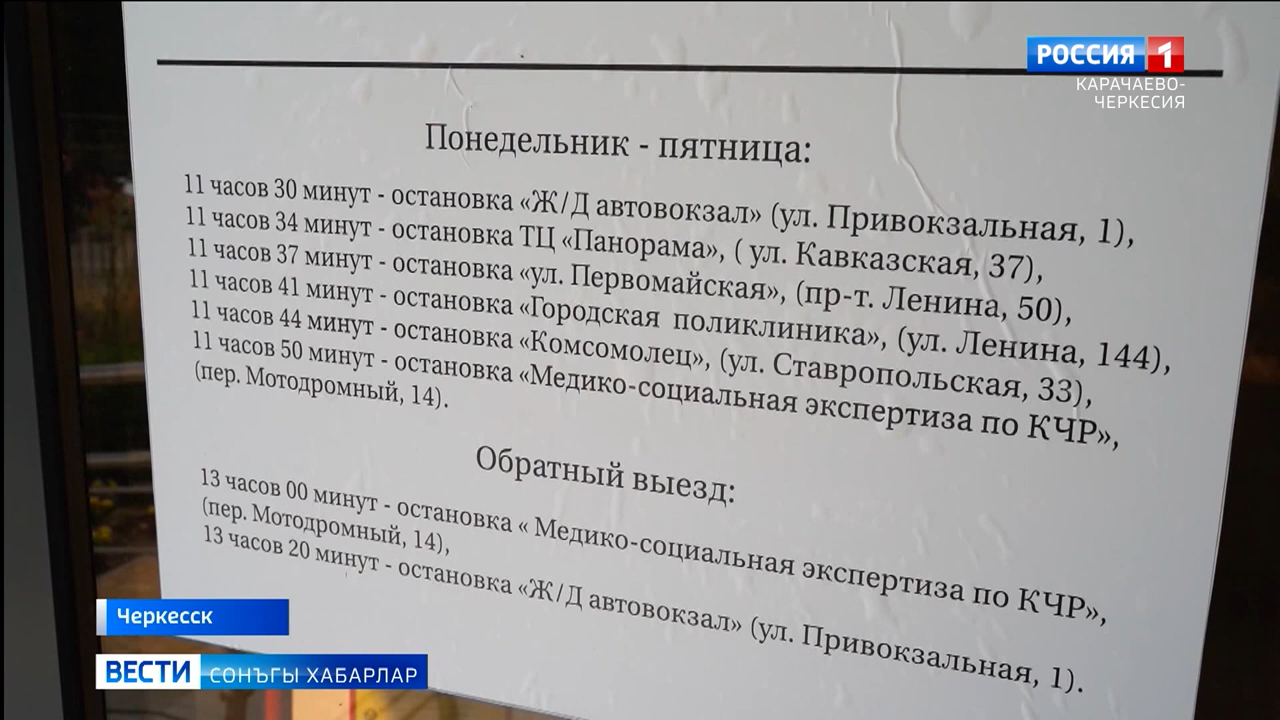 РОССИЯ 1
КАРАЧАЕВО-
ЧЕРКЕСИЯ
Понедельник - пятница:
11 часов 30 минут - остановка «Ж/Д автовокзал» (ул. Привокзальная, 1),
11 часов 34 минут - остановка ТЦ «Панорама», ( ул. Кавказская, 37),
11 часов 37 минут - остановка «ул. Первомайская», (пр-т. Ленина, 50),
11 часов 41 минут - остановка «Городская поликлиника», (ул. Ленина, 144),
11 часов 44 минут - остановка «Комсомолец», (ул. Ставропольская, 33),
11 часов 50 минут - остановка «Медико-социальная экспертиза по КЧР»,
(пер. Мотодромный, 14).
Обратный выезд:
13 часов 00 минут - остановка « Медико-социальная экспертиза по КЧР»,
(пер. Мотодромный, 14),
13 часов 20 минут - остановка «Ж/Д автовокзал» (ул. Привокзальная, 1).
Черкесск
ВЕСТИ СОНЪГЫ ХАБАРЛАР